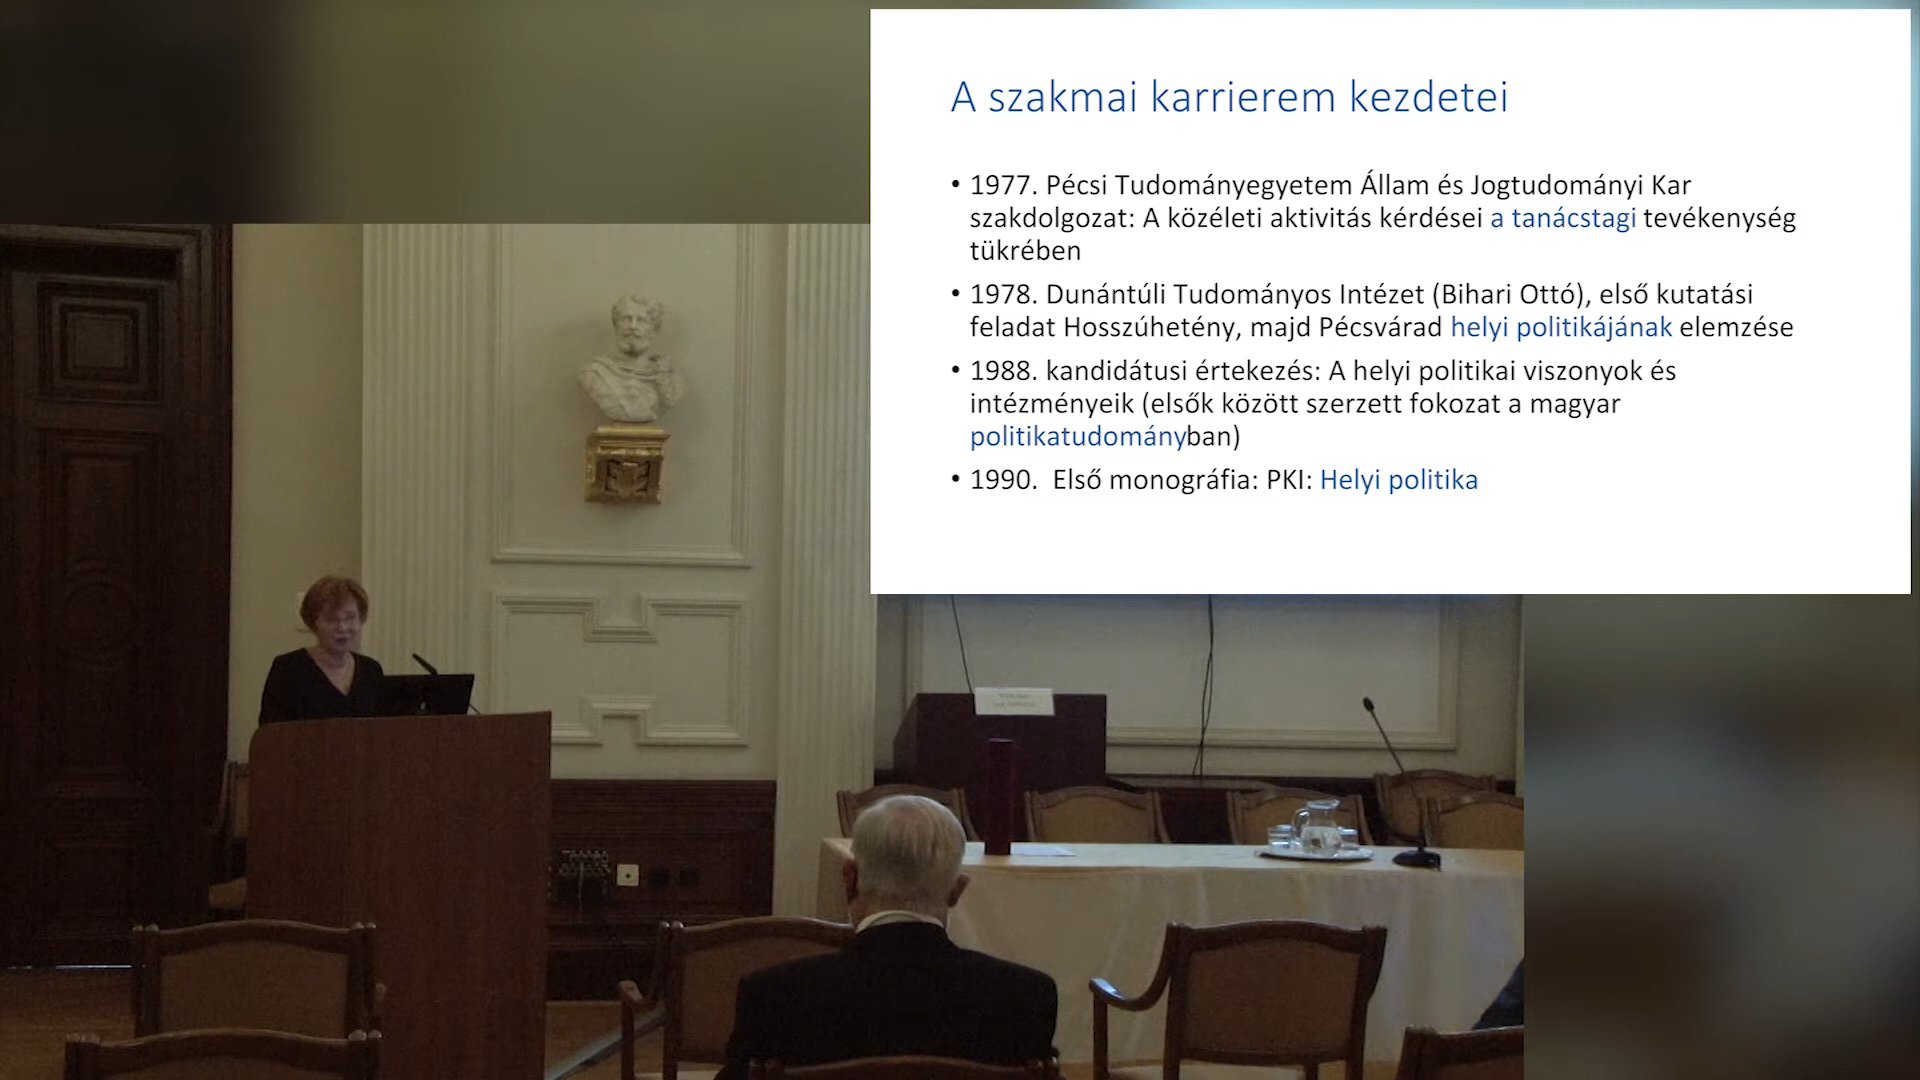 A szakmai karrierem kezdetei
• 1977. Pécsi Tudományegyetem Állam és Jogtudományi Kar
szakdolgozat: A közéleti aktivitás kérdései a tanácstagi tevékenység
tükrében
• 1978. Dunántúli Tudományos Intézet (Bihari Ottó), első kutatási
feladat Hosszúhetény, majd Pécsvárad helyi politikájának elemzése
• 1988. kandidátusi értekezés: A helyi politikai viszonyok és
intézményeik (elsők között szerzett fokozat a magyar
politikatudományban)
• 1990.  Első monográfia: PKI: Helyi politika